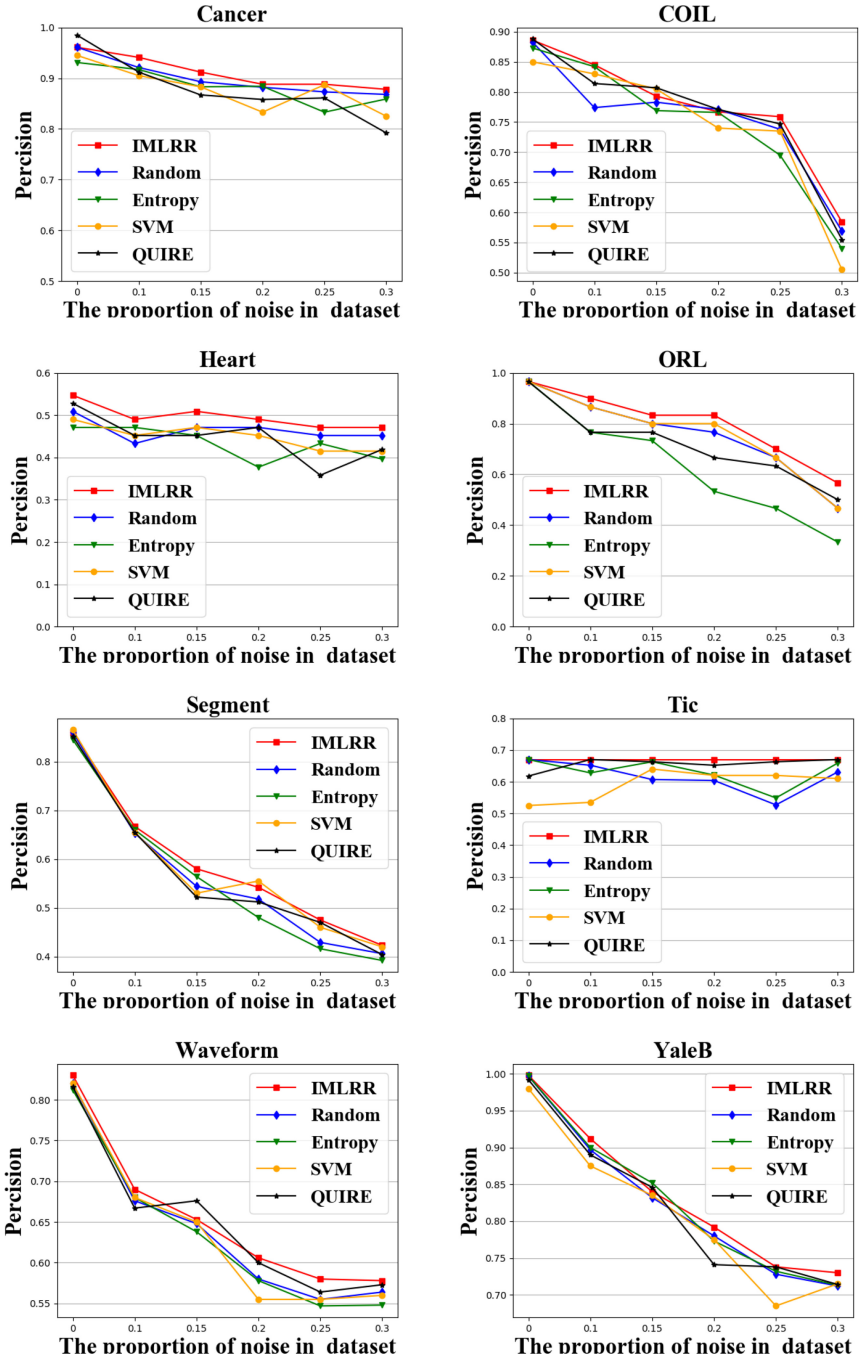 Cancer
1.0
0.9
0.8
0.7
0.6
0.5
Percision
IMLRR
Random
Entropy
SVM
QUIRE
0 0.1 0.15 0.2 0.25 0.3
The proportion of noise in dataset
COIL
0.90
0.85
0.80
0.75
0.70
0.65
0.60
0.55
0.50
Percision
IMLRR
Random
Entropy
SVM
QUIRE
0 0.1 0.15 0.2 0.25 0.3
The proportion of noise in dataset
Heart
0.6
0.5
0.4
0.3
0.2
0.1
0.0
Percision
IMLRR
Random
Entropy
SVM
QUIRE
0 0.1 0.15 0.2 0.25 0.3
The proportion of noise in dataset
ORL
1.0
0.8
0.6
0.4
0.2
0.0
Percision
IMLRR
Random
Entropy
SVM
QUIRE
0 0.1 0.15 0.2 0.25 0.3
The proportion of noise in dataset
Segment
0.8
0.7
0.6
0.5
0.4
Percision
IMLRR
Random
Entropy
SVM
QUIRE
0 0.1 0.15 0.2 0.25 0.3
The proportion of noise in dataset
Tic
0.8
0.7
0.6
0.5
0.4
0.3
0.2
0.1
0.0
Percision
IMLRR
Random
Entropy
SVM
QUIRE
0 0.1 0.15 0.2 0.25 0.3
The proportion of noise in dataset
Waveform
0.80
0.75
0.70
0.65
0.60
0.55
Percision
IMLRR
Random
Entropy
SVM
QUIRE
0 0.1 0.15 0.2 0.25 0.3
The proportion of noise in dataset
YaleB
1.00
0.95
0.90
0.85
0.80
0.75
0.70
Percision
IMLRR
Random
Entropy
SVM
QUIRE
0 0.1 0.15 0.2 0.25 0.3
The proportion of noise in dataset